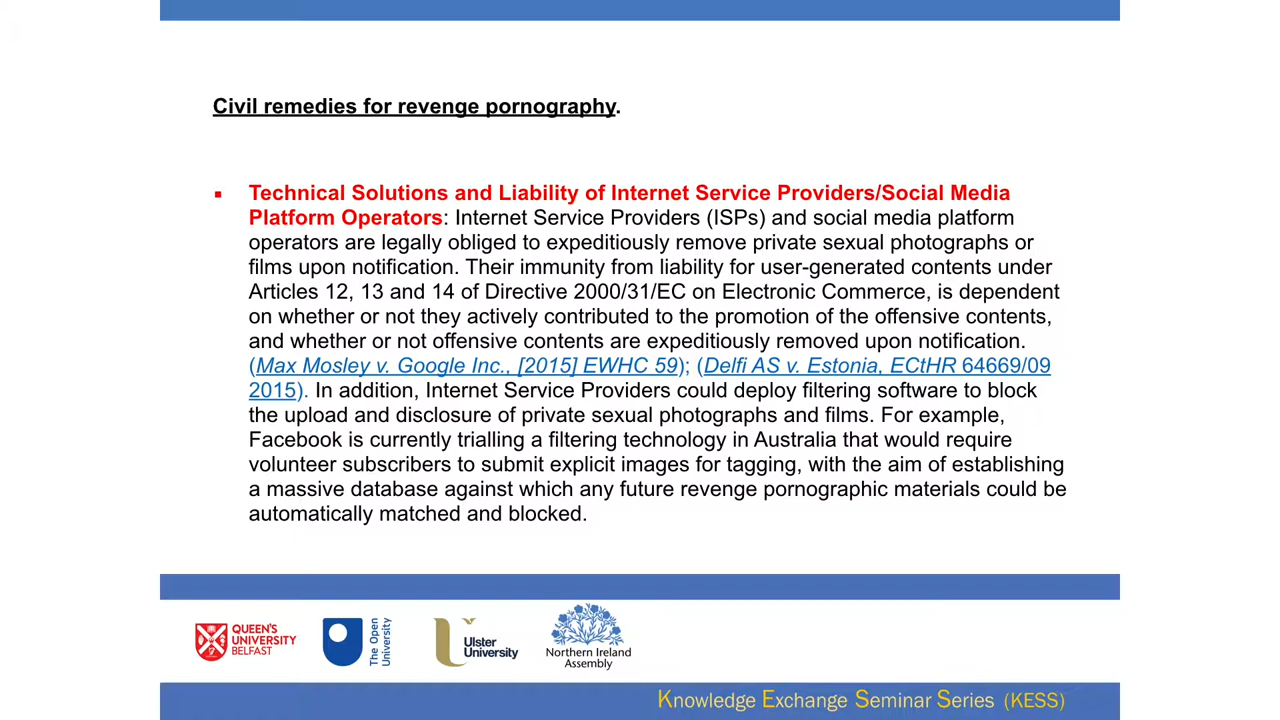 Civil remedies for revenge pornography.
▪ Technical Solutions and Liability of Internet Service Providers/Social Media
Platform Operators: Internet Service Providers (ISPs) and social media platform
operators are legally obliged to expeditiously remove private sexual photographs or
films upon notification. Their immunity from liability for user-generated contents under
Articles 12, 13 and 14 of Directive 2000/31/EC on Electronic Commerce, is dependent
on whether or not they actively contributed to the promotion of the offensive contents,
and whether or not offensive contents are expeditiously removed upon notification.
(Max Mosley v. Google Inc., [2015] EWHC 59); (Delfi AS v. Estonia, ECtHR 64669/09
2015). In addition, Internet Service Providers could deploy filtering software to block
the upload and disclosure of private sexual photographs and films. For example,
Facebook is currently trialling a filtering technology in Australia that would require
volunteer subscribers to submit explicit images for tagging, with the aim of establishing
a massive database against which any future revenge pornographic materials could be
automatically matched and blocked.
QUEEN'S
UNIVERSITY
BELFAST
The Open
University
Ulster
University
Northern Ireland
Assembly
Knowledge Exchange Seminar Series (KESS)